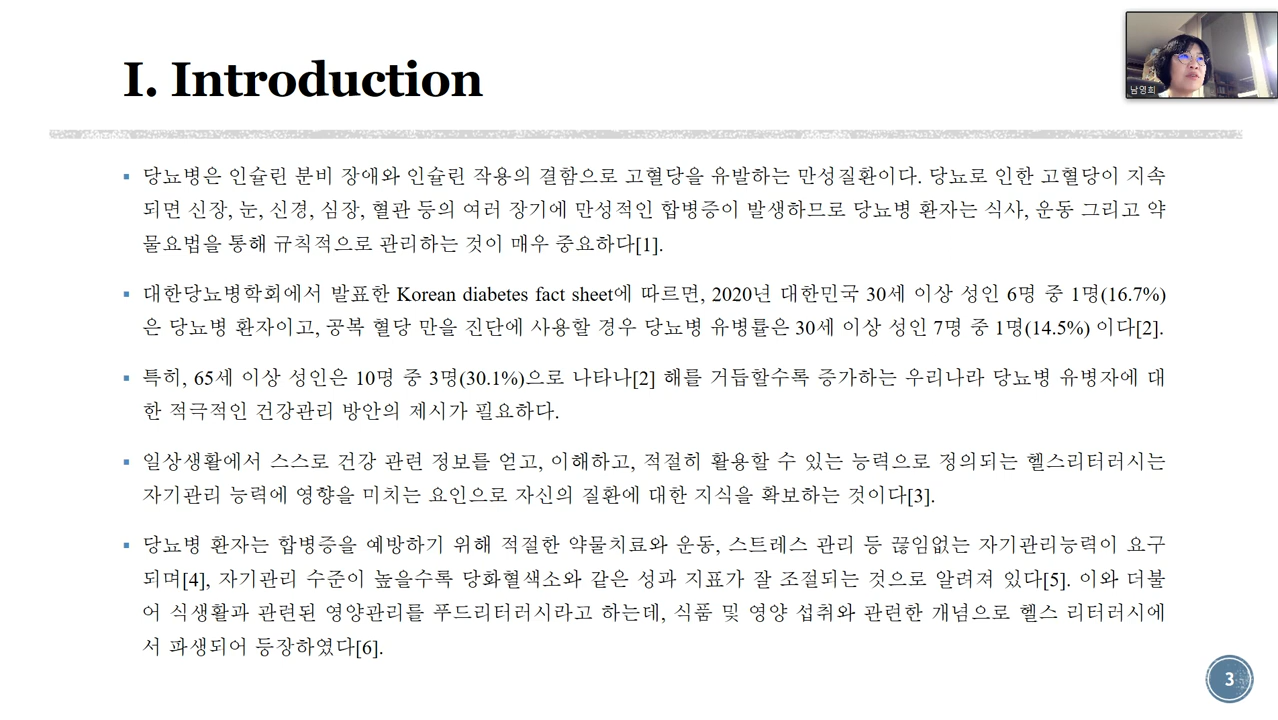 I. Introduction
남영희
당뇨병은 인슐린 분비 장애와 인슐린 작용의 결함으로 고혈당을 유발하는 만성질환이다. 당뇨로 인한 고혈당이 지속
되면 신장, 눈, 신경, 심장, 혈관 등의 여러 장기에 만성적인 합병증이 발생하므로 당뇨병 환자는 식사, 운동 그리고 약
물요법을 통해 규칙적으로 관리하는 것이 매우 중요하다[1].
대한당뇨병학회에서 발표한 Korean diabetes fact sheet에 따르면, 2020년 대한민국 30세 이상 성인 6명 중 1명(16.7%)
은 당뇨병 환자이고, 공복 혈당 만을 진단에 사용할 경우 당뇨병 유병률은 30세 이상 성인 7명 중 1명(14.5%) 이다[2].
특히, 65세 이상 성인은 10명 중 3명(30.1%)으로 나타나[2] 해를 거듭할수록 증가하는 우리나라 당뇨병 유병자에 대
한 적극적인 건강관리 방안의 제시가 필요하다.
일상생활에서 스스로 건강 관련 정보를 얻고, 이해하고, 적절히 활용할 수 있는 능력으로 정의되는 헬스리터러시는
자기관리 능력에 영향을 미치는 요인으로 자신의 질환에 대한 지식을 확보하는 것이다[3].
당뇨병 환자는 합병증을 예방하기 위해 적절한 약물치료와 운동, 스트레스 관리 등 끊임없는 자기관리능력이 요구
되며[4], 자기관리 수준이 높을수록 당화혈색소와 같은 성과 지표가 잘 조절되는 것으로 알려져 있다[5]. 이와 더불
어 식생활과 관련된 영양관리를 푸드리터러시라고 하는데, 식품 및 영양 섭취와 관련한 개념으로 헬스 리터러시에
서 파생되어 등장하였다[6].
3